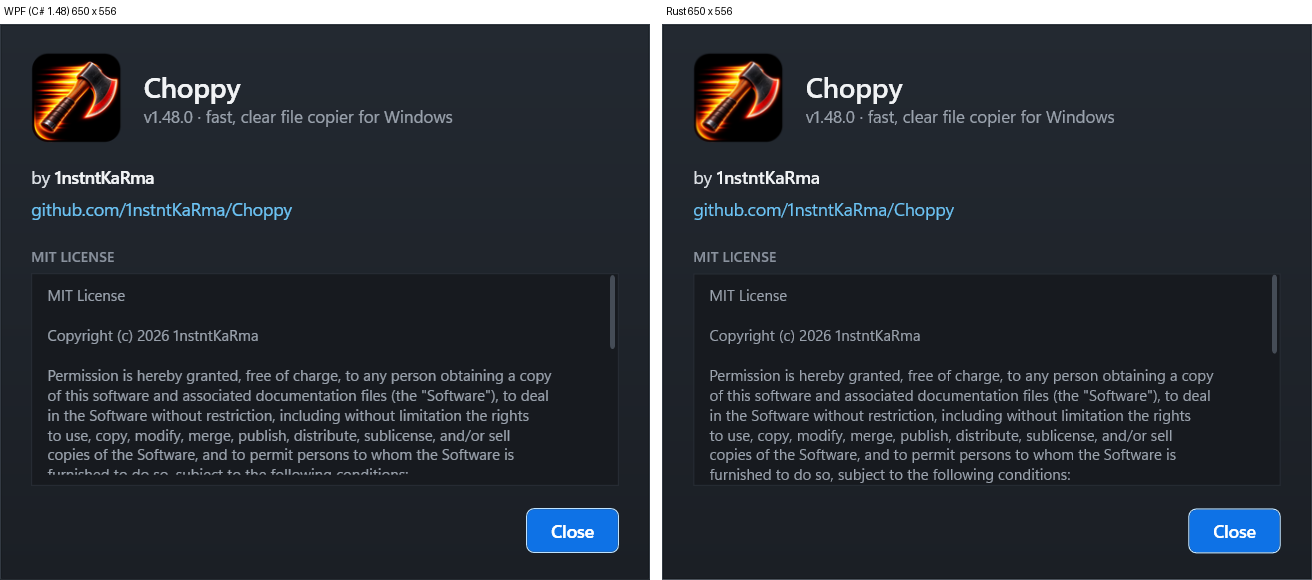 WPF (C# 1.48) 650 x 556
Choppy
v1.48.0 · fast, clear file copier for Windows
by 1nstntKaRma
github.com/1nstntKaRma/Choppy
MIT LICENSE
MIT License
Copyright (c) 2026 1nstntKaRma
Permission is hereby granted, free of charge, to any person obtaining a copy
of this software and associated documentation files (the "Software"), to deal
in the Software without restriction, including without limitation the rights
to use, copy, modify, merge, publish, distribute, sublicense, and/or sell
copies of the Software, and to permit persons to whom the Software is
furnished to do so, subject to the following conditions:
Close
Rust 650 x 556
Choppy
v1.48.0 · fast, clear file copier for Windows
by 1nstntKaRma
github.com/1nstntKaRma/Choppy
MIT LICENSE
MIT License
Copyright (c) 2026 1nstntKaRma
Permission is hereby granted, free of charge, to any person obtaining a copy
of this software and associated documentation files (the "Software"), to deal
in the Software without restriction, including without limitation the rights
to use, copy, modify, merge, publish, distribute, sublicense, and/or sell
copies of the Software, and to permit persons to whom the Software is
furnished to do so, subject to the following conditions:
Close